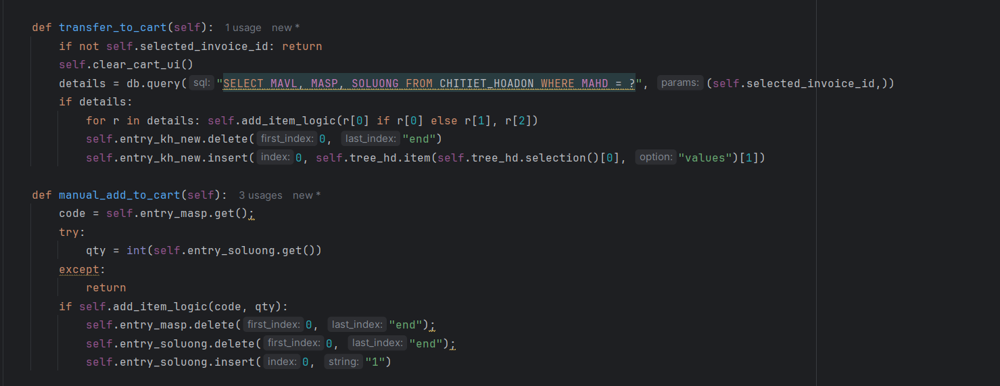 def transfer_to_cart(self): 1 usage new *
if not self.selected_invoice_id: return
self.clear_cart_ui()
details = db.query( sql: "SELECT MAVL, MASP, SOLUONG FROM CHITIET_HOADON WHERE MAHD = ?", params: (self.selected_invoice_id,))
if details:
for r in details: self.add_item_logic(r[0] if r[0] else r[1], r[2])
self.entry_kh_new.delete( first_index: 0, last_index: "end")
self.entry_kh_new.insert( index: 0, self.tree_hd.item(self.tree_hd.selection()[0], option: "values")[1])
def manual_add_to_cart(self): 3 usages new *
code = self.entry_masp.get();
try:
qty = int(self.entry_soluong.get())
except:
return
if self.add_item_logic(code, qty):
self.entry_masp.delete( first_index: 0, last_index: "end");
self.entry_soluong.delete( first_index: 0, last_index: "end");
self.entry_soluong.insert( index: 0, string: "1")